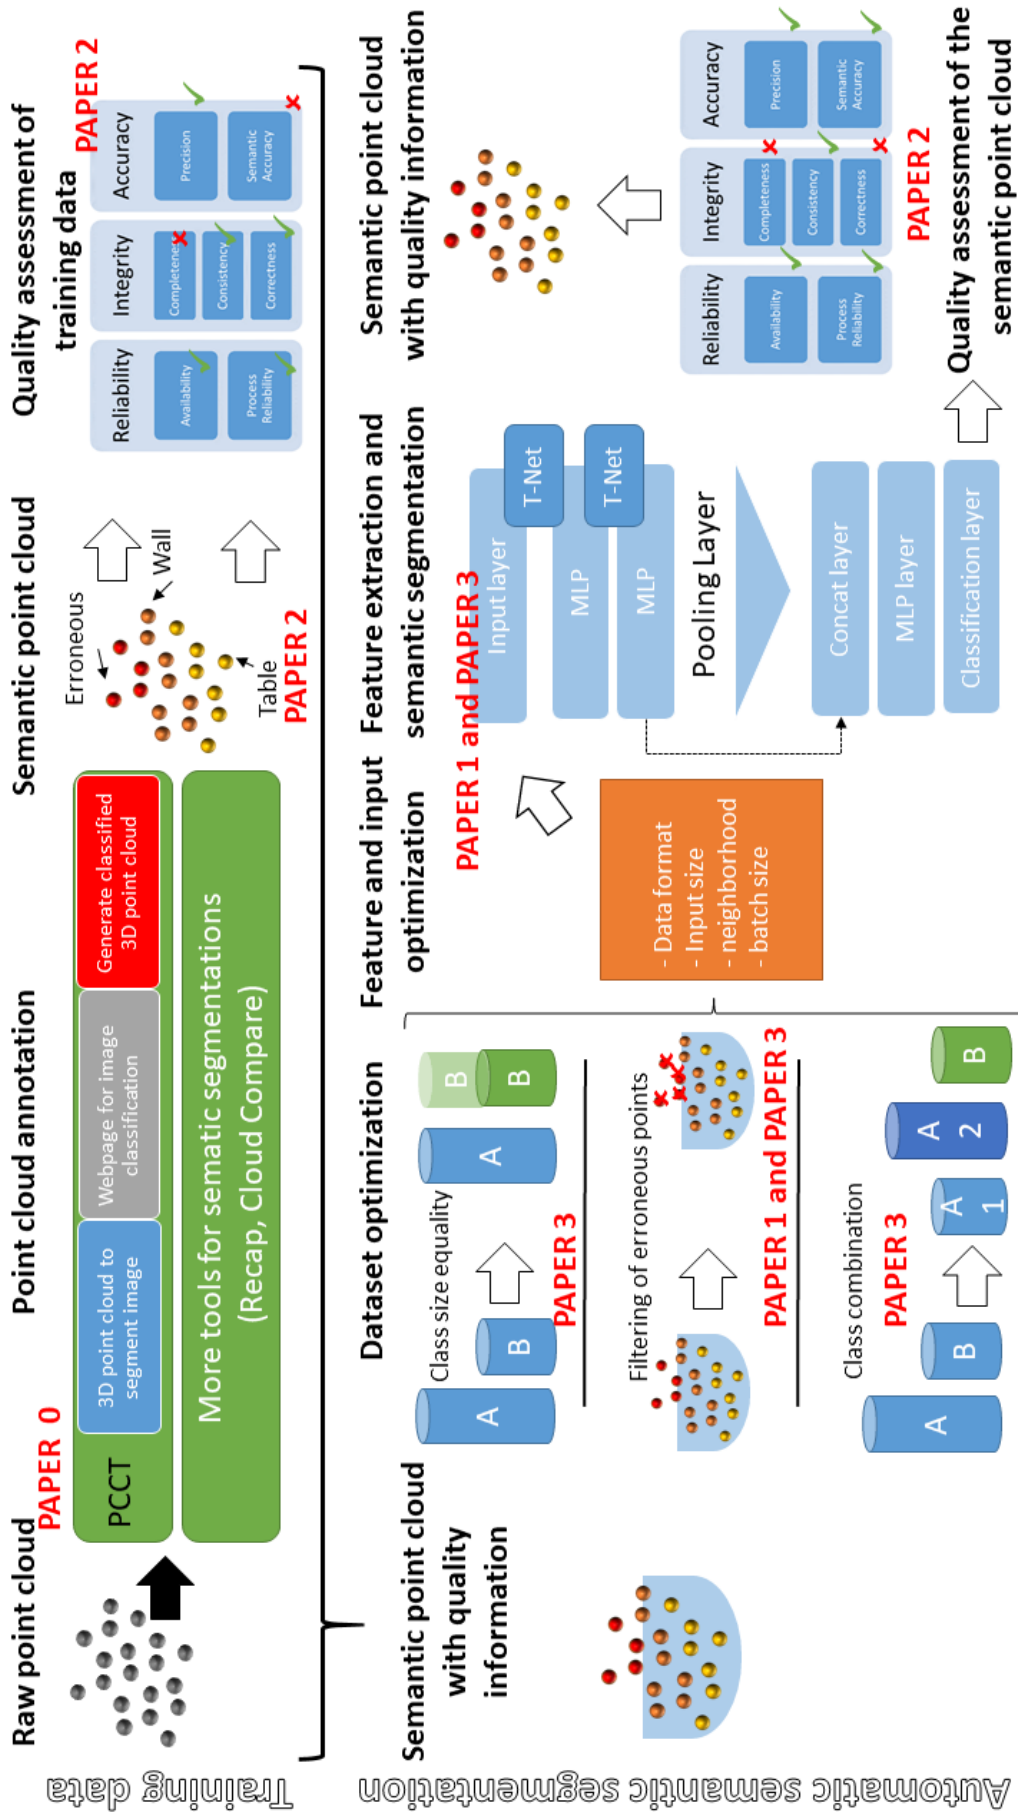 Training
data
Raw point cloud
PAPER 0
Point cloud annotation
PCCT
3D point cloud to
segment image
Webpage for image
classification
Generate classified
3D point cloud
More tools for sematic segmentations
(Recap, Cloud Compare)
Semantic point cloud
Erroneous
Wall
Table
PAPER 2
Quality assessment of
training data
PAPER 2
Reliability
Availability
Process
Reliability
Integrity
Completeness
Consistency
Correctness
Accuracy
Precision
Semantic
Accuracy
Automatic semantic segmentation
Semantic point cloud
with quality
information
Dataset optimization
Class size equality
A
B
A
B
B
PAPER 3
Filtering of erroneous points
PAPER 1 and PAPER 3
Class combination
PAPER 3
A
B
A
1
A
2
B
Feature and input
optimization
- Data format
- Input size
- neighborhood
- batch size
PAPER 1 and PAPER 3
Feature extraction and
semantic segmentation
Input layer
T-Net
MLP
T-Net
MLP
Pooling Layer
Concat layer
MLP layer
Classification layer
Semantic point cloud
with quality information
Reliability
Availability
Process
Reliability
Integrity
Completeness
Consistency
Correctness
Accuracy
Precision
Semantic
Accuracy
PAPER 2
Quality assessment of the
semantic point cloud